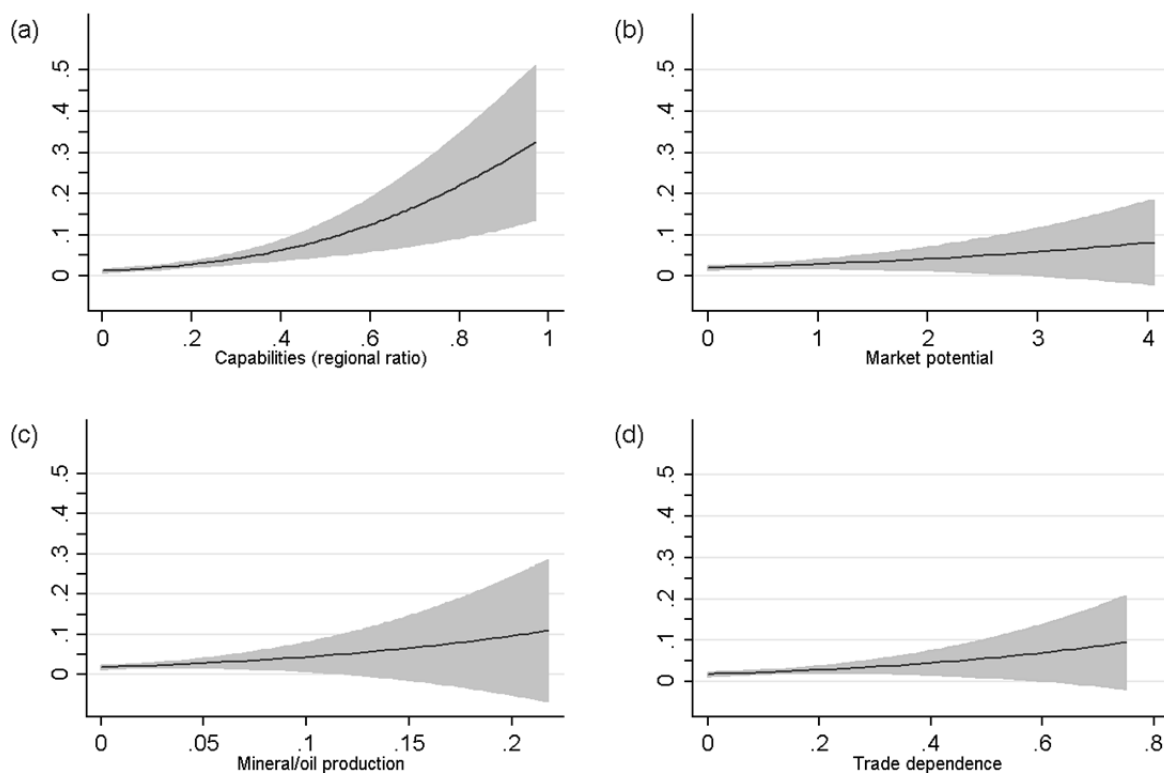 (a)
.5
.4
.3
.2
.1
0
0 .2 .4 .6 .8 1
Capabilities (regional ratio)
(b)
.5
.4
.3
.2
.1
0
0 1 2 3 4
Market potential
(c)
.5
.4
.3
.2
.1
0
0 .05 .1 .15 .2
Mineral/oil production
(d)
.5
.4
.3
.2
.1
0
0 .2 .4 .6 .8
Trade dependence